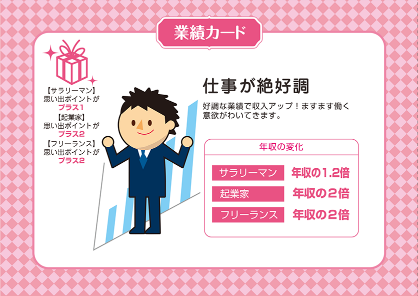 業績カード
【サラリーマン】
思い出ポイントが
プラス1
【起業家】
思い出ポイントが
プラス2
【フリーランス】
思い出ポイントが
プラス2
仕事が絶好調
好調な業績で収入アップ！ますます働く
意欲がわいてきます。
年収の変化
サラリーマン 年収の1.2倍
起業家 年収の2倍
フリーランス 年収の2倍